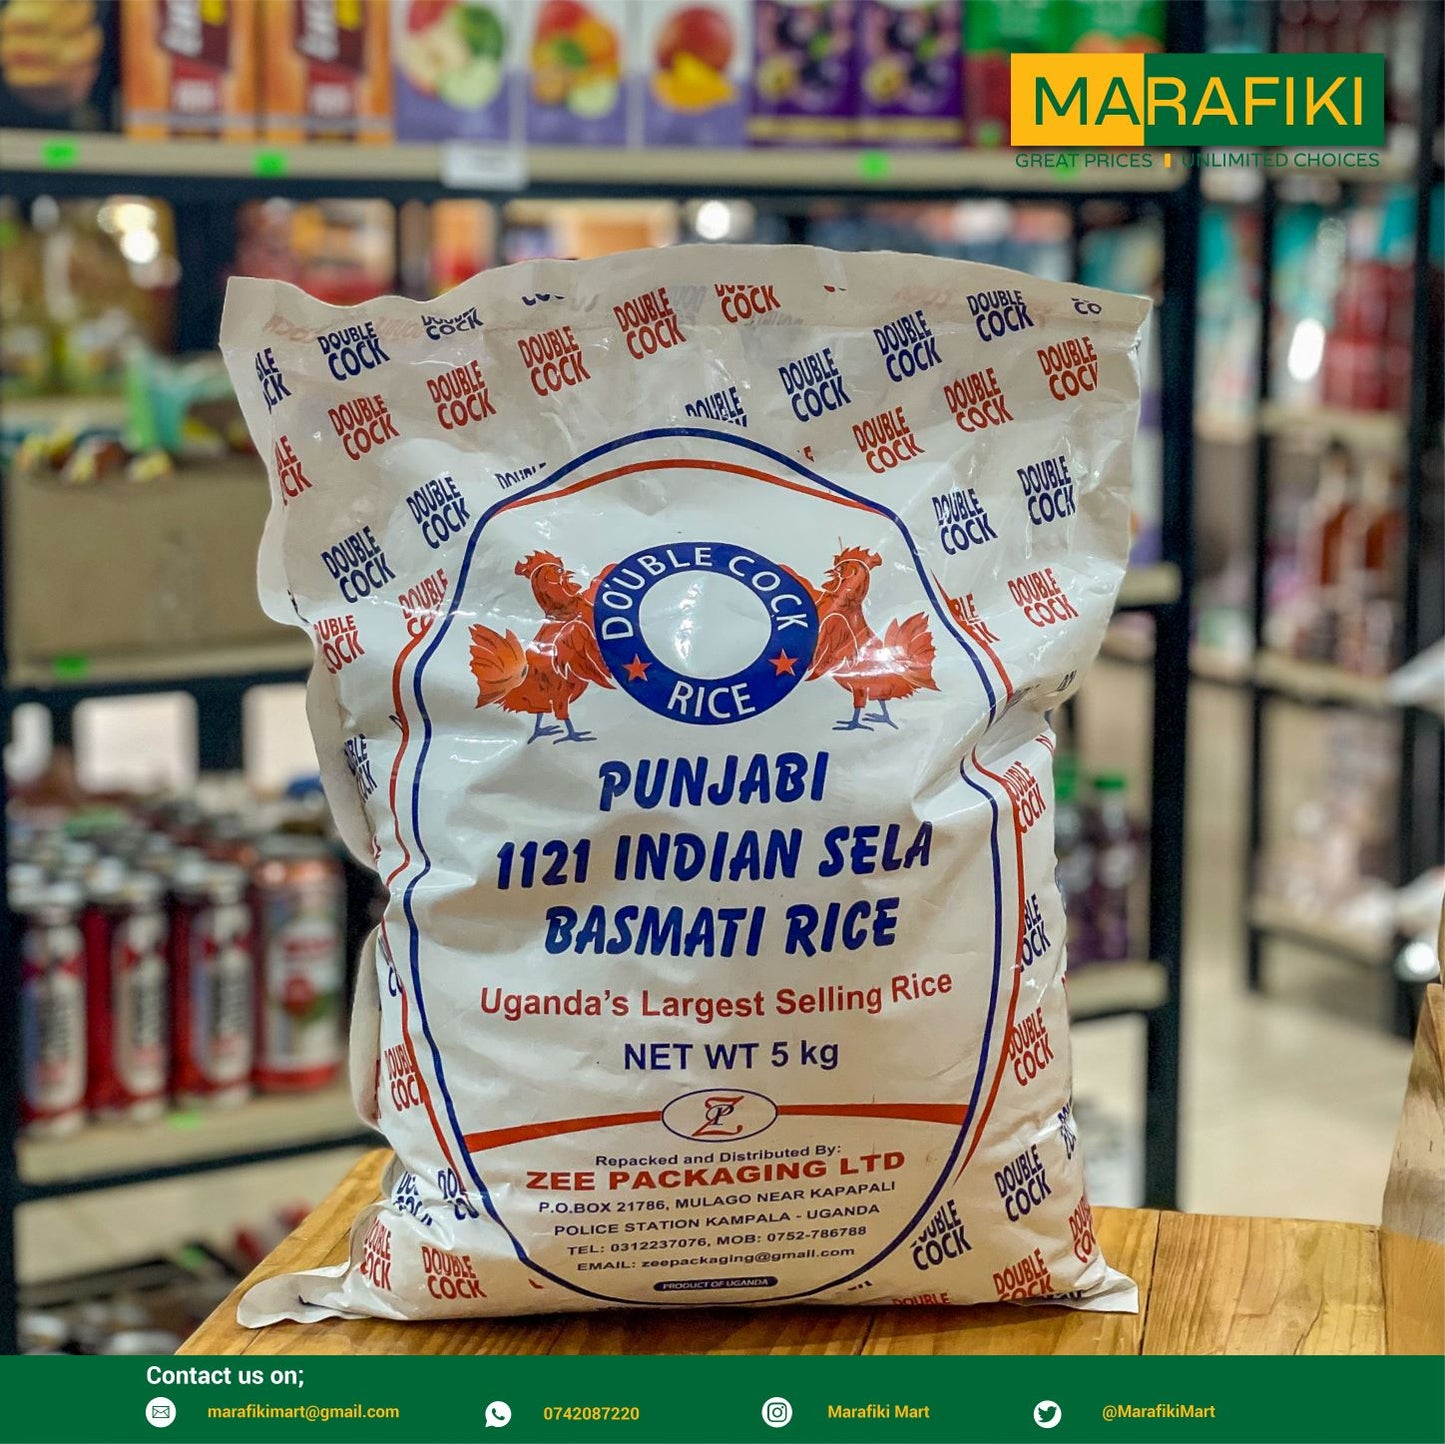 MARAFIKI
GREAT PRICES UNLIMITED CHOICES
DOUBLE COCK
RICE
PUNJABI
1121 INDIAN SELA
BASMATI RICE
Uganda's Largest Selling Rice
NET WT 5 kg
ZP
Repacked and Distributed By:
ZEE PACKAGING LTD
P.O.BOX 21786, MULAGO NEAR KAPAPALI
POLICE STATION KAMPALA - UGANDA
TEL: 0312237076, MOB: 0752-786788
EMAIL: zeepackaging@gmail.com
PRODUCT OF UGANDA
DOUBLE
COCK
Contact us on;
marafikimart@gmail.com
0742087220
Marafiki Mart
@MarafikiMart